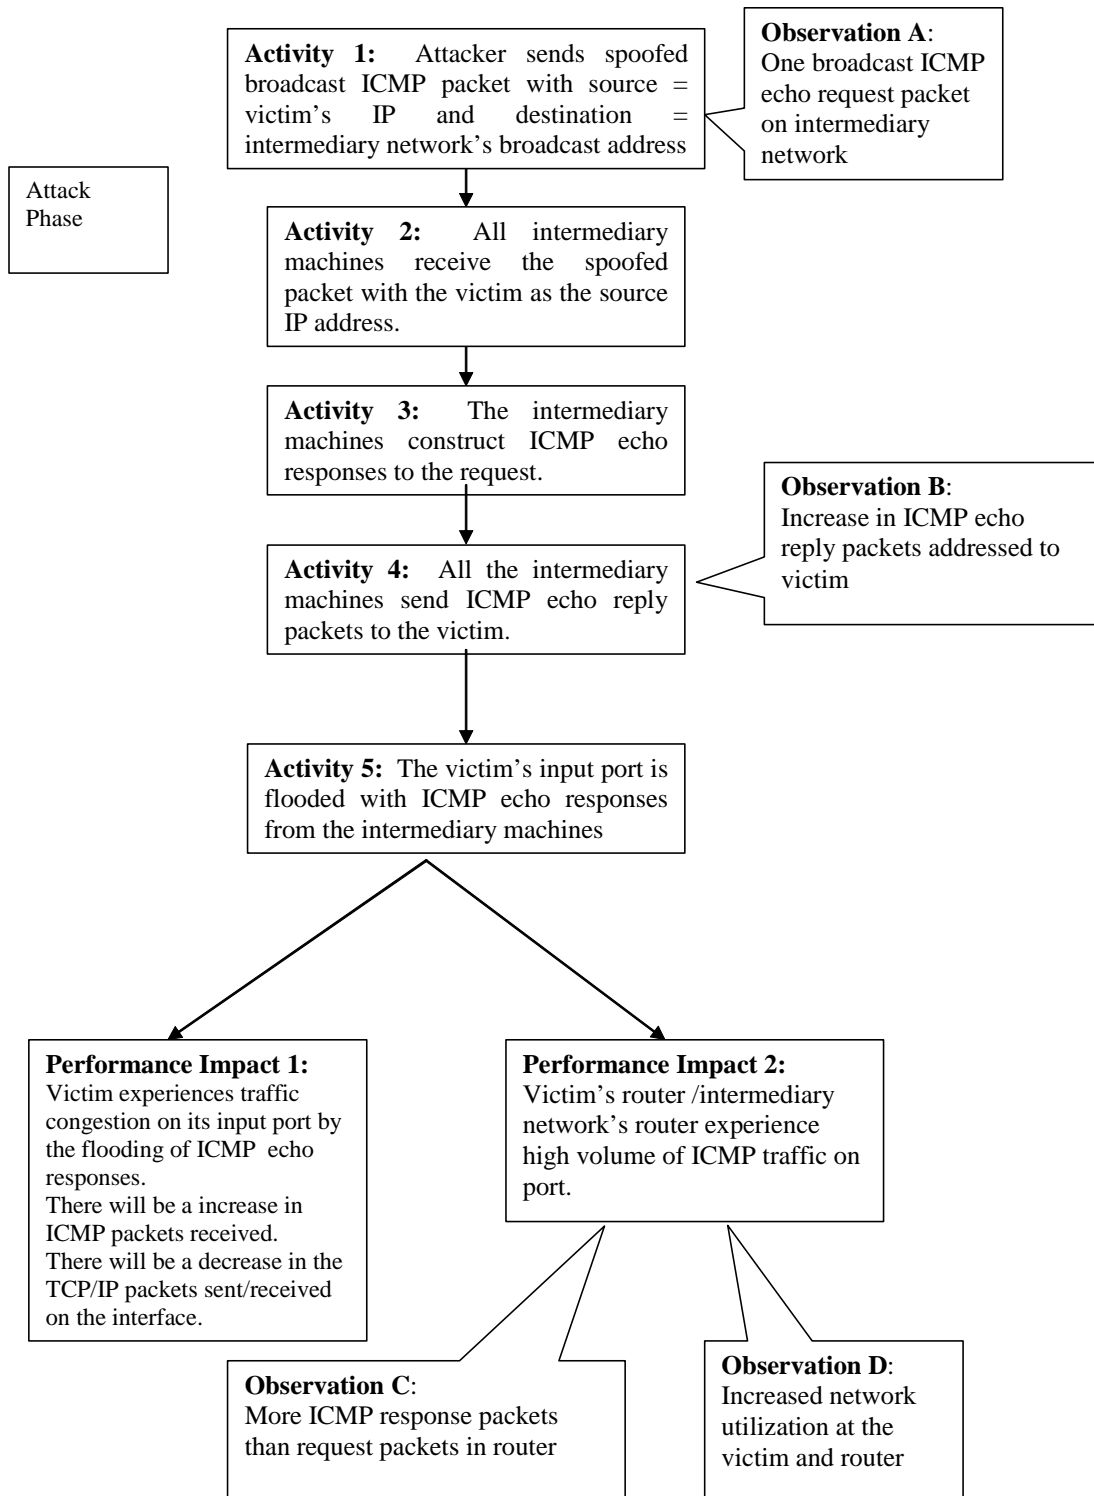 Activity 1: Attacker sends spoofed
broadcast ICMP packet with source =
victim’s IP and destination =
intermediary network’s broadcast address
Observation A:
One broadcast ICMP
echo request packet
on intermediary
network
Attack
Phase
Activity 2: All intermediary
machines receive the spoofed
packet with the victim as the source
IP address.
Activity 3: The intermediary
machines construct ICMP echo
responses to the request.
Observation B:
Increase in ICMP echo
reply packets addressed to
victim
Activity 4: All the intermediary
machines send ICMP echo reply
packets to the victim.
Activity 5: The victim’s input port is
flooded with ICMP echo responses
from the intermediary machines
Performance Impact 1:
Victim experiences traffic
congestion on its input port by
the flooding of ICMP echo
responses.
There will be a increase in
ICMP packets received.
There will be a decrease in the
TCP/IP packets sent/received
on the interface.
Performance Impact 2:
Victim’s router /intermediary
network’s router experience
high volume of ICMP traffic on
port.
Observation C:
More ICMP response packets
than request packets in router
Observation D:
Increased network
utilization at the
victim and router